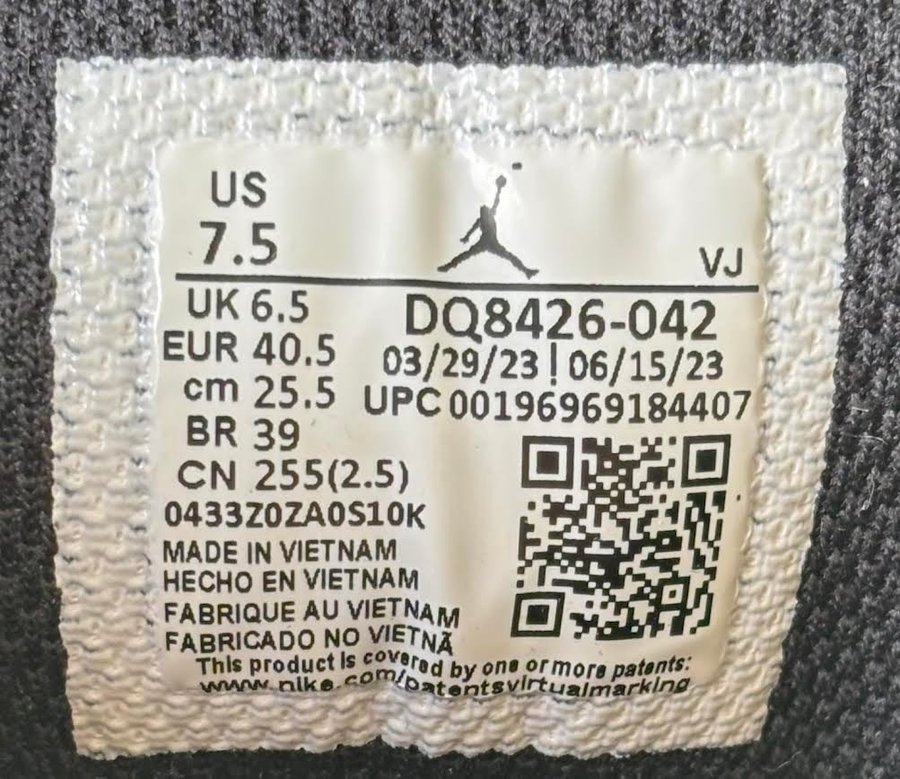 US
7.5
VJ
UK 6.5
EUR 40.5
cm 25.5
BR 39
CN 255(2.5)
DQ8426-042
03/29/23 | 06/15/23
UPC 00196969184407
0433Z0ZA0S10K
MADE IN VIETNAM
HECHO EN VIETNAM
FABRIQUE AU VIETNAM
FABRICADO NO VIETNÃ
This product is covered by one or more patents:
www.nike.com/patentsvirtualmarking